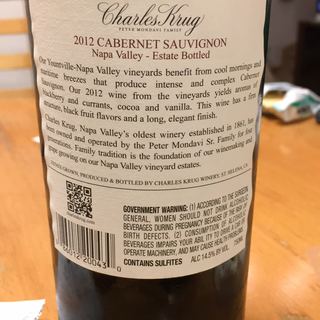 Charles Krug
PETER MONDAVI FAMILY
2012 CABERNET SAUVIGNON
Napa Valley - Estate Bottled
Our Yountville-Napa Valley vineyards benefit from cool mornings and
maritime breezes that produce intense and complex Cabernet
Sauvignon. Our 2012 wine from the vineyards yields aromas of
blackberry and currants, cocoa and vanilla. This wine has a firm
structure, black fruit flavors and a long, elegant finish.
Charles Krug, Napa Valley's oldest winery established in 1861, has
been owned and operated by the Peter Mondavi Sr. Family for four
generations. Family tradition is the foundation of our winemaking and
grape growing on our Napa Valley vineyard estates.
GROWN, PRODUCED & BOTTLED BY CHARLES KRUG WINERY, ST. HELENA, CA
GOVERNMENT WARNING: (1) ACCORDING TO THE SURGEON
GENERAL, WOMEN SHOULD NOT DRINK ALCOHOLIC
BEVERAGES DURING PREGNANCY BECAUSE OF THE RISK OF
BIRTH DEFECTS. (2) CONSUMPTION OF ALCOHOLIC
BEVERAGES IMPAIRS YOUR ABILITY TO DRIVE A CAR OR
OPERATE MACHINERY, AND MAY CAUSE HEALTH
PROBLEMS.
CONTAINS SULFITES
ALC 14.5% BY VOL.
750ML